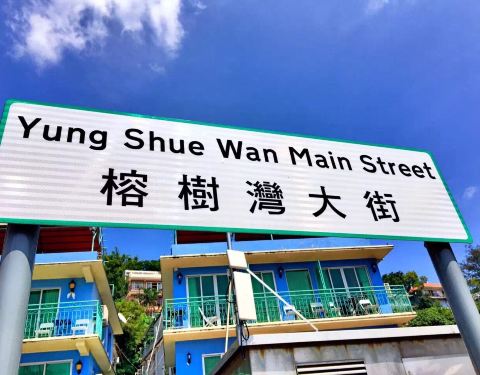 Yung Shue Wan Main Street
榕樹灣大街